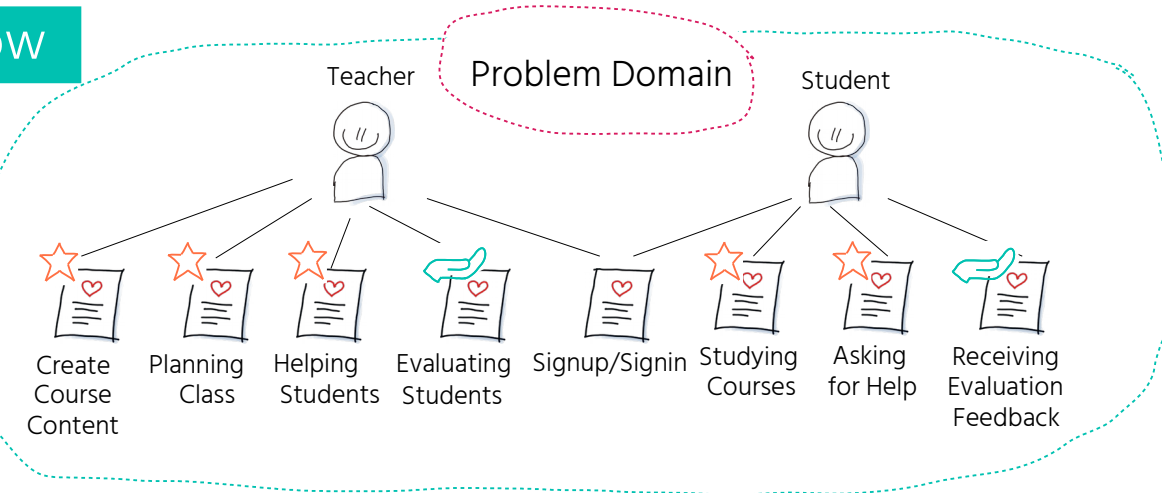 Teacher
Problem Domain
Student
Create
Course
Content
Planning
Class
Helping
Students
Evaluating
Students
Signup/Signin
Studying
Courses
Asking
for Help
Receiving
Evaluation
Feedback